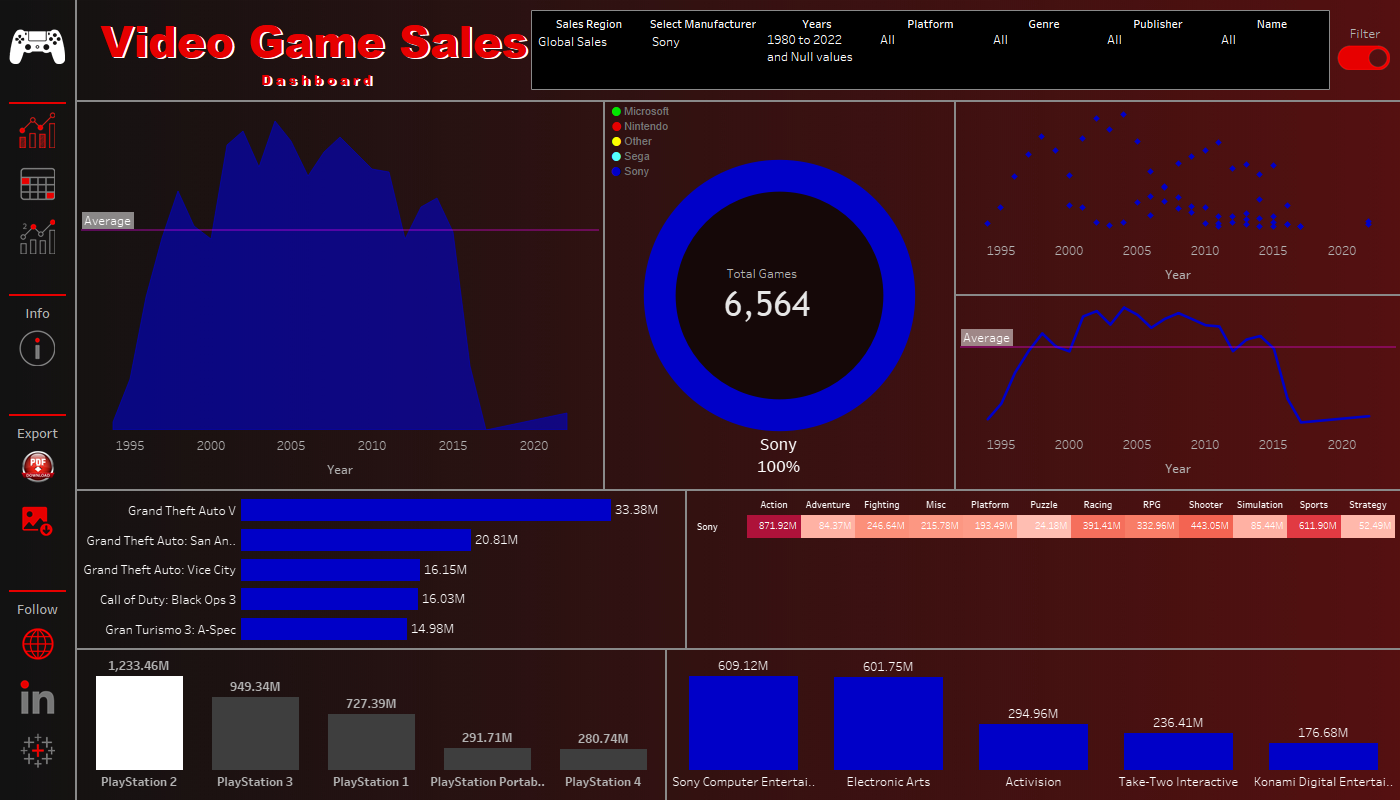 Video Game Sales
Dashboard
Sales Region
Global Sales
Select Manufacturer
Sony
Years
1980 to 2022
and Null values
Platform
All
Genre
All
Publisher
All
Name
All
Filter
2
Info
i
Export
PDF
DOWNLOAD
Follow
in
Average
1995 2000 2005 2010 2015 2020
Year
Microsoft
Nintendo
Other
Sega
Sony
Total Games
6,564
Sony
100%
1995 2000 2005 2010 2015 2020
Year
Average
1995 2000 2005 2010 2015 2020
Year
Grand Theft Auto V 33.38M
Grand Theft Auto: San An.. 20.81M
Grand Theft Auto: Vice City 16.15M
Call of Duty: Black Ops 3 16.03M
Gran Turismo 3: A-Spec 14.98M
Action Adventure Fighting Misc Platform Puzzle Racing RPG Shooter Simulation Sports Strategy
Sony 871.92M 84.37M 246.64M 215.78M 193.49M 24.18M 391.41M 332.96M 443.05M 85.44M 611.90M 52.49M
1,233.46M 949.34M 727.39M 291.71M 280.74M
PlayStation 2 PlayStation 3 PlayStation 1 PlayStation Portab.. PlayStation 4
609.12M 601.75M 294.96M 236.41M 176.68M
Sony Computer Entertai.. Electronic Arts Activision Take-Two Interactive Konami Digital Entertai..